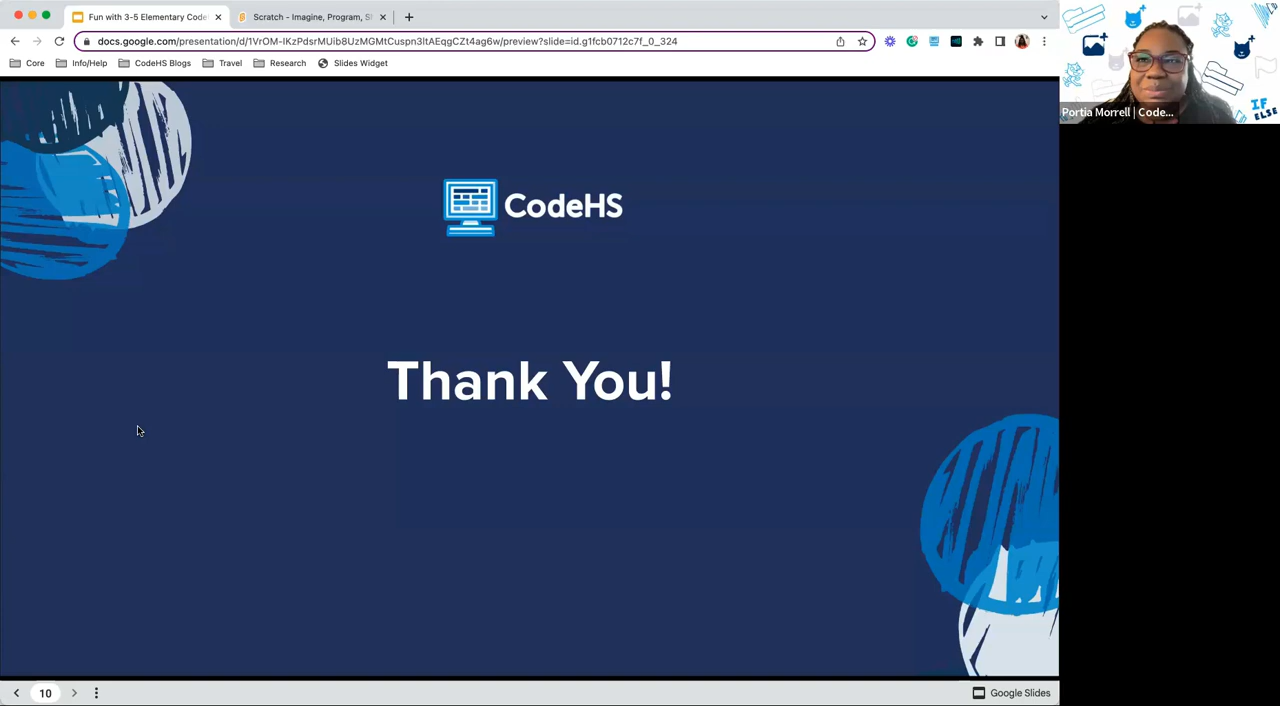 Fun with 3-5 Elementary Code
Scratch - Imagine, Program, Sh
docs.google.com/presentation/d/1VrOM-IKzPdsrMUib8UzMGMtCuspn3ltAEqgCZt4ag6w/preview?slide=id.g1fcb0712c7f_0_324
Core
Info/Help
CodeHS Blogs
Travel
Research
Slides Widget
IF
ELSE
Portia Morrell | Code...
CodeHS
Thank You!
10
Google Slides